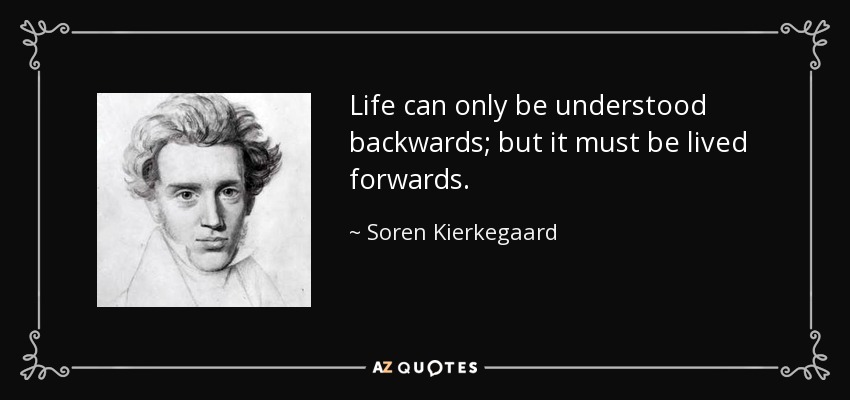 Life can only be understood
backwards; but it must be lived
forwards.
~ Soren Kierkegaard
AZ QUOTES